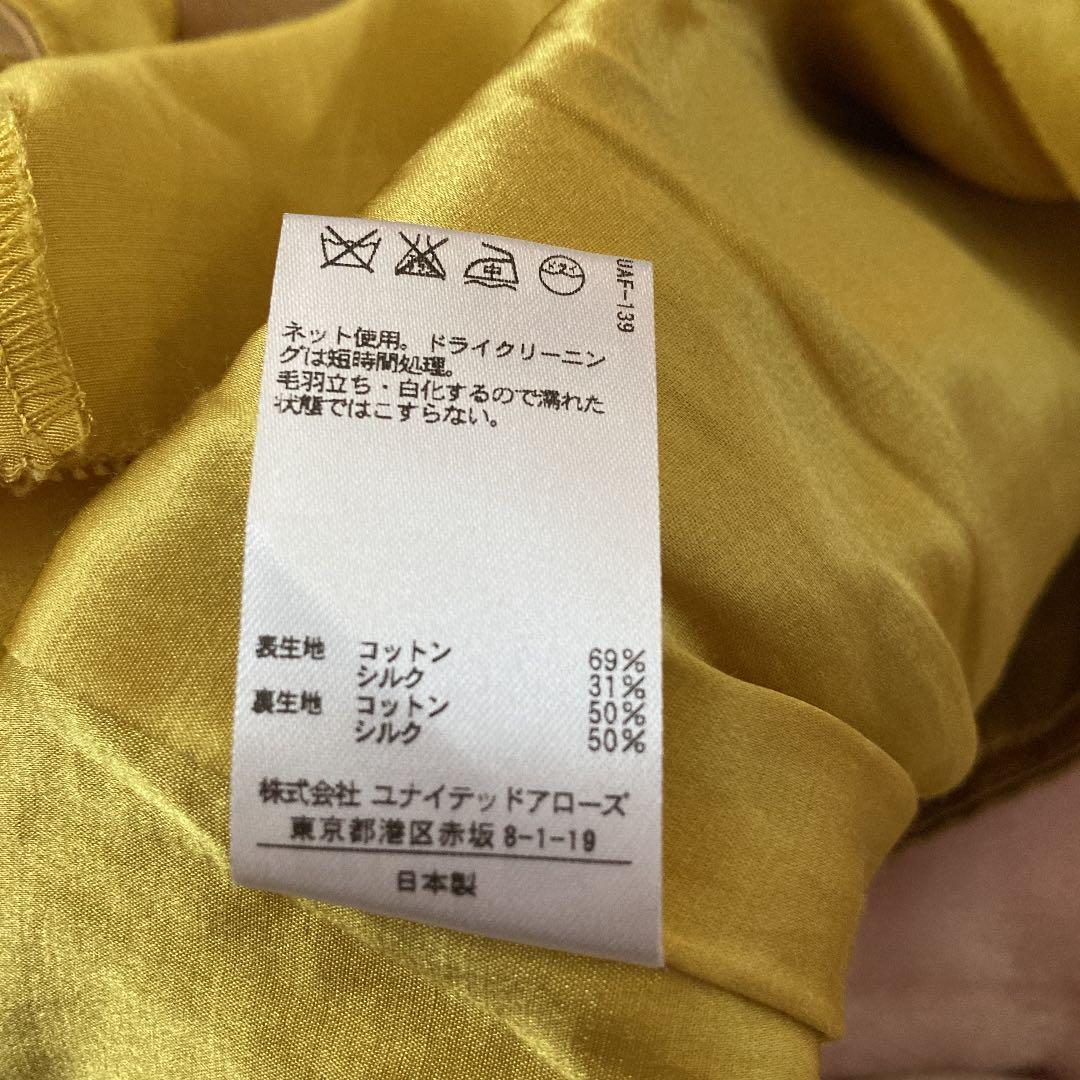 中
ドライ
UAF-139
ネット使用。ドライクリーニン
グは短時間処理。
毛羽立ち・白化するので濡れた
状態ではこすらない。
表生地 コットン 69%
シルク 31%
裏生地 コットン 50%
シルク 50%
株式会社 ユナイテッドアローズ
東京都港区赤坂8-1-19
日本製